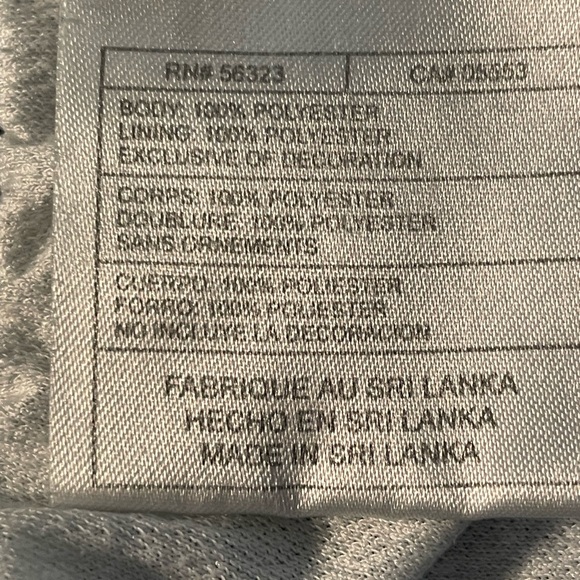 RN# 56323 CA# 05553
BODY: 100% POLYESTER
LINING: 100% POLYESTER
EXCLUSIVE OF DECORATION
CORPS: 100% POLYESTER
DOUBLURE: 100% POLYESTER
SANS ORNEMENTS
CUERPO: 100% POLIESTER
FORRO: 100% POLIESTER
NO INCLUYE LA DECORACION
FABRIQUE AU SRI LANKA
HECHO EN SRI LANKA
MADE IN SRI LANKA